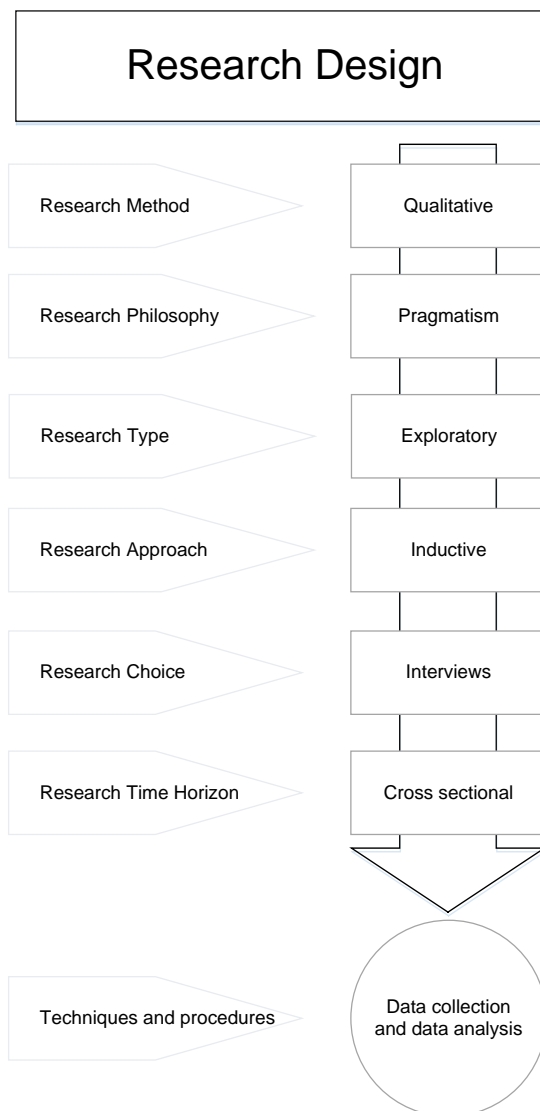 Research Design
Research Method
Qualitative
Research Philosophy
Pragmatism
Research Type
Exploratory
Research Approach
Inductive
Research Choice
Interviews
Research Time Horizon
Cross sectional
Techniques and procedures
Data collection
and data analysis